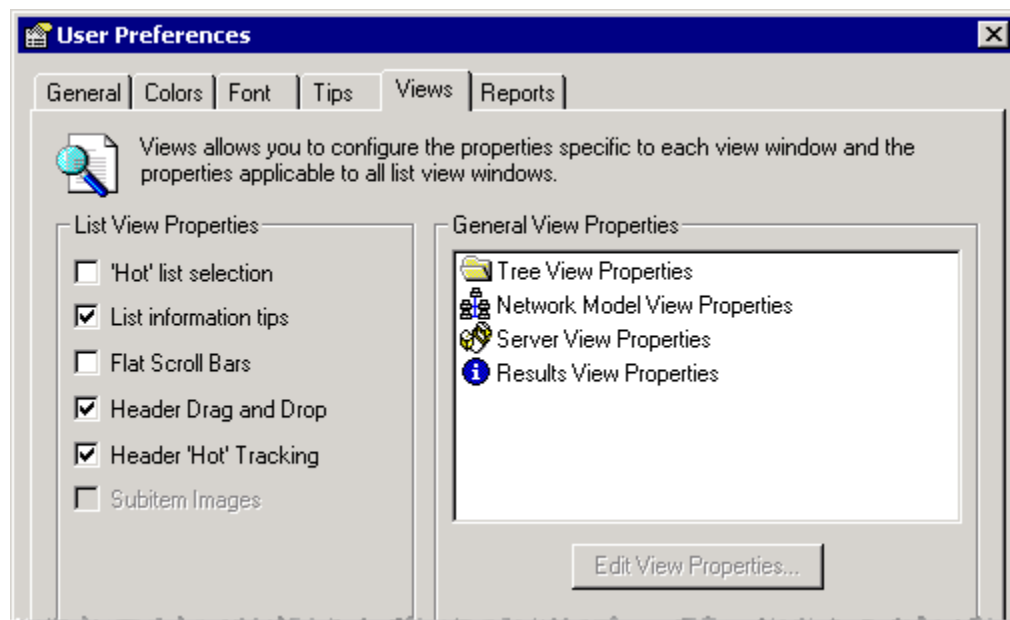 User Preferences
General Colors Font Tips Views Reports
Views allows you to configure the properties specific to each view window and the
properties applicable to all list view windows.
List View Properties
'Hot' list selection
List information tips
Flat Scroll Bars
Header Drag and Drop
Header 'Hot' Tracking
Subitem Images
General View Properties
Tree View Properties
Network Model View Properties
Server View Properties
Results View Properties
Edit View Properties...